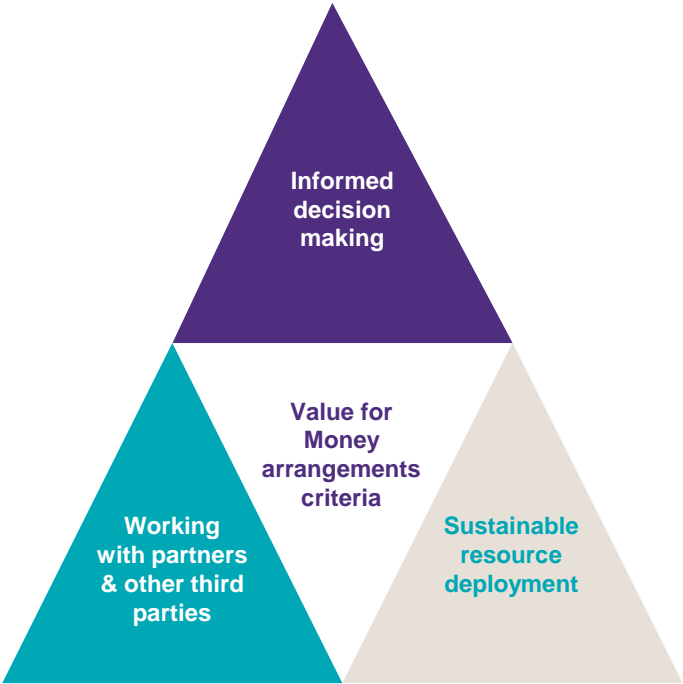 Informed
decision
making
Value for
Money
arrangements
criteria
Working
with partners
& other third
parties
Sustainable
resource
deployment